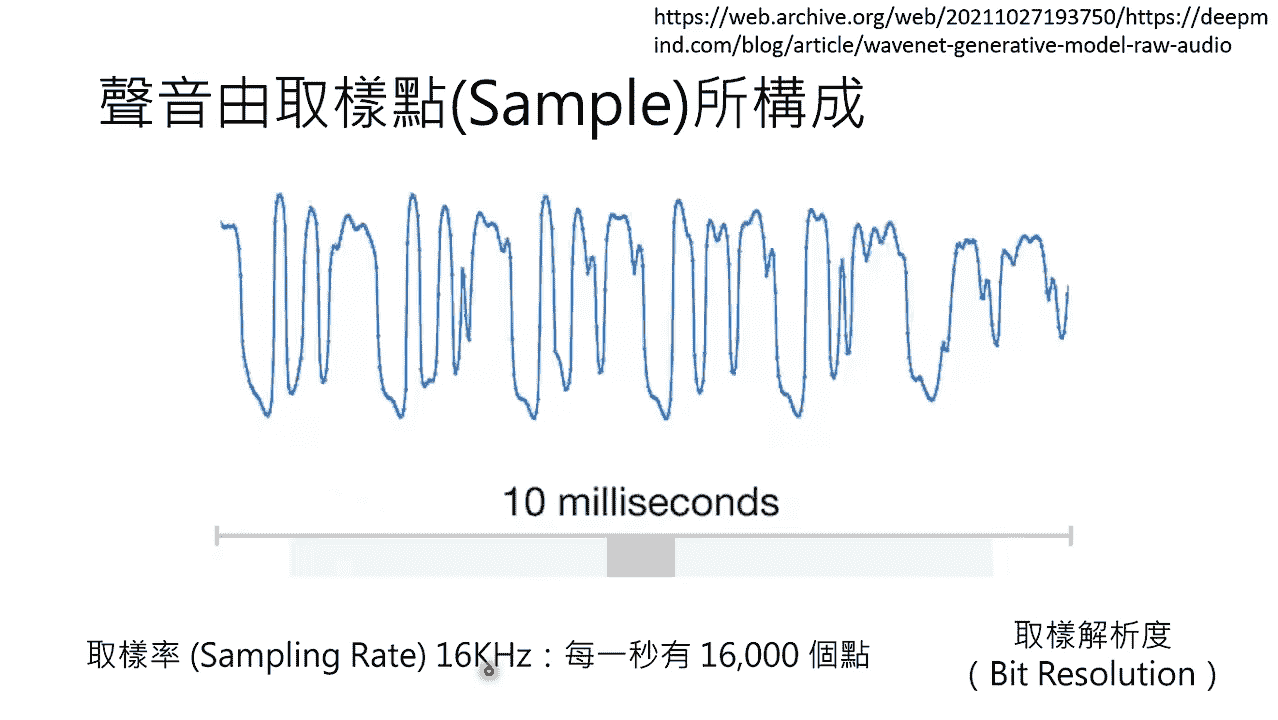 https://web.archive.org/web/20211027193750/https://deepm
ind.com/blog/article/wavenet-generative-model-raw-audio
聲音由取樣點(Sample)所構成
10 milliseconds
取樣率 (Sampling Rate) 16KHz：每一秒有 16,000 個點
取樣解析度
( Bit Resolution )